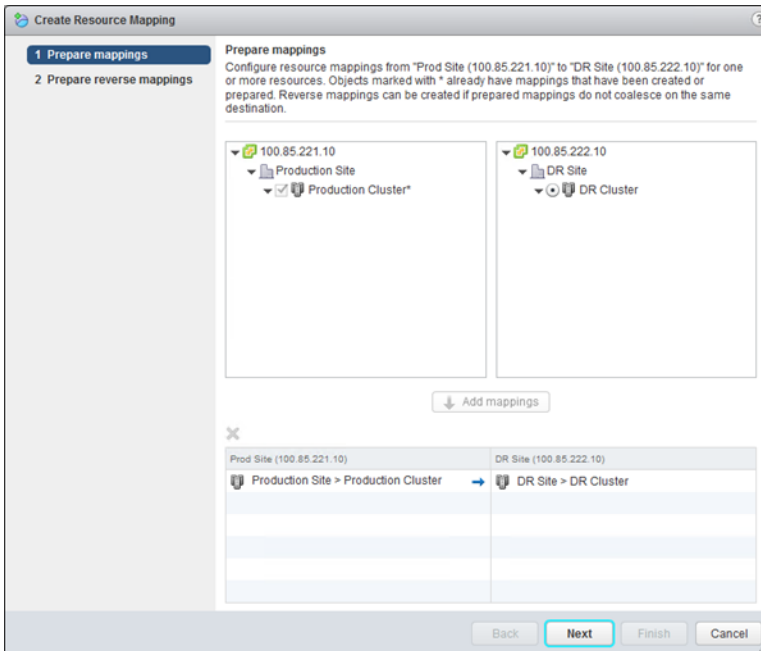 Create Resource Mapping
?
1 Prepare mappings
2 Prepare reverse mappings
Prepare mappings
Configure resource mappings from "Prod Site (100.85.221.10)" to "DR Site (100.85.222.10)" for one
or more resources. Objects marked with * already have mappings that have been created or
prepared. Reverse mappings can be created if prepared mappings do not coalesce on the same
destination.
100.85.221.10
Production Site
Production Cluster*
100.85.222.10
DR Site
DR Cluster
Add mappings
Prod Site (100.85.221.10) DR Site (100.85.222.10)
Production Site > Production Cluster DR Site > DR Cluster
Back Next Finish Cancel